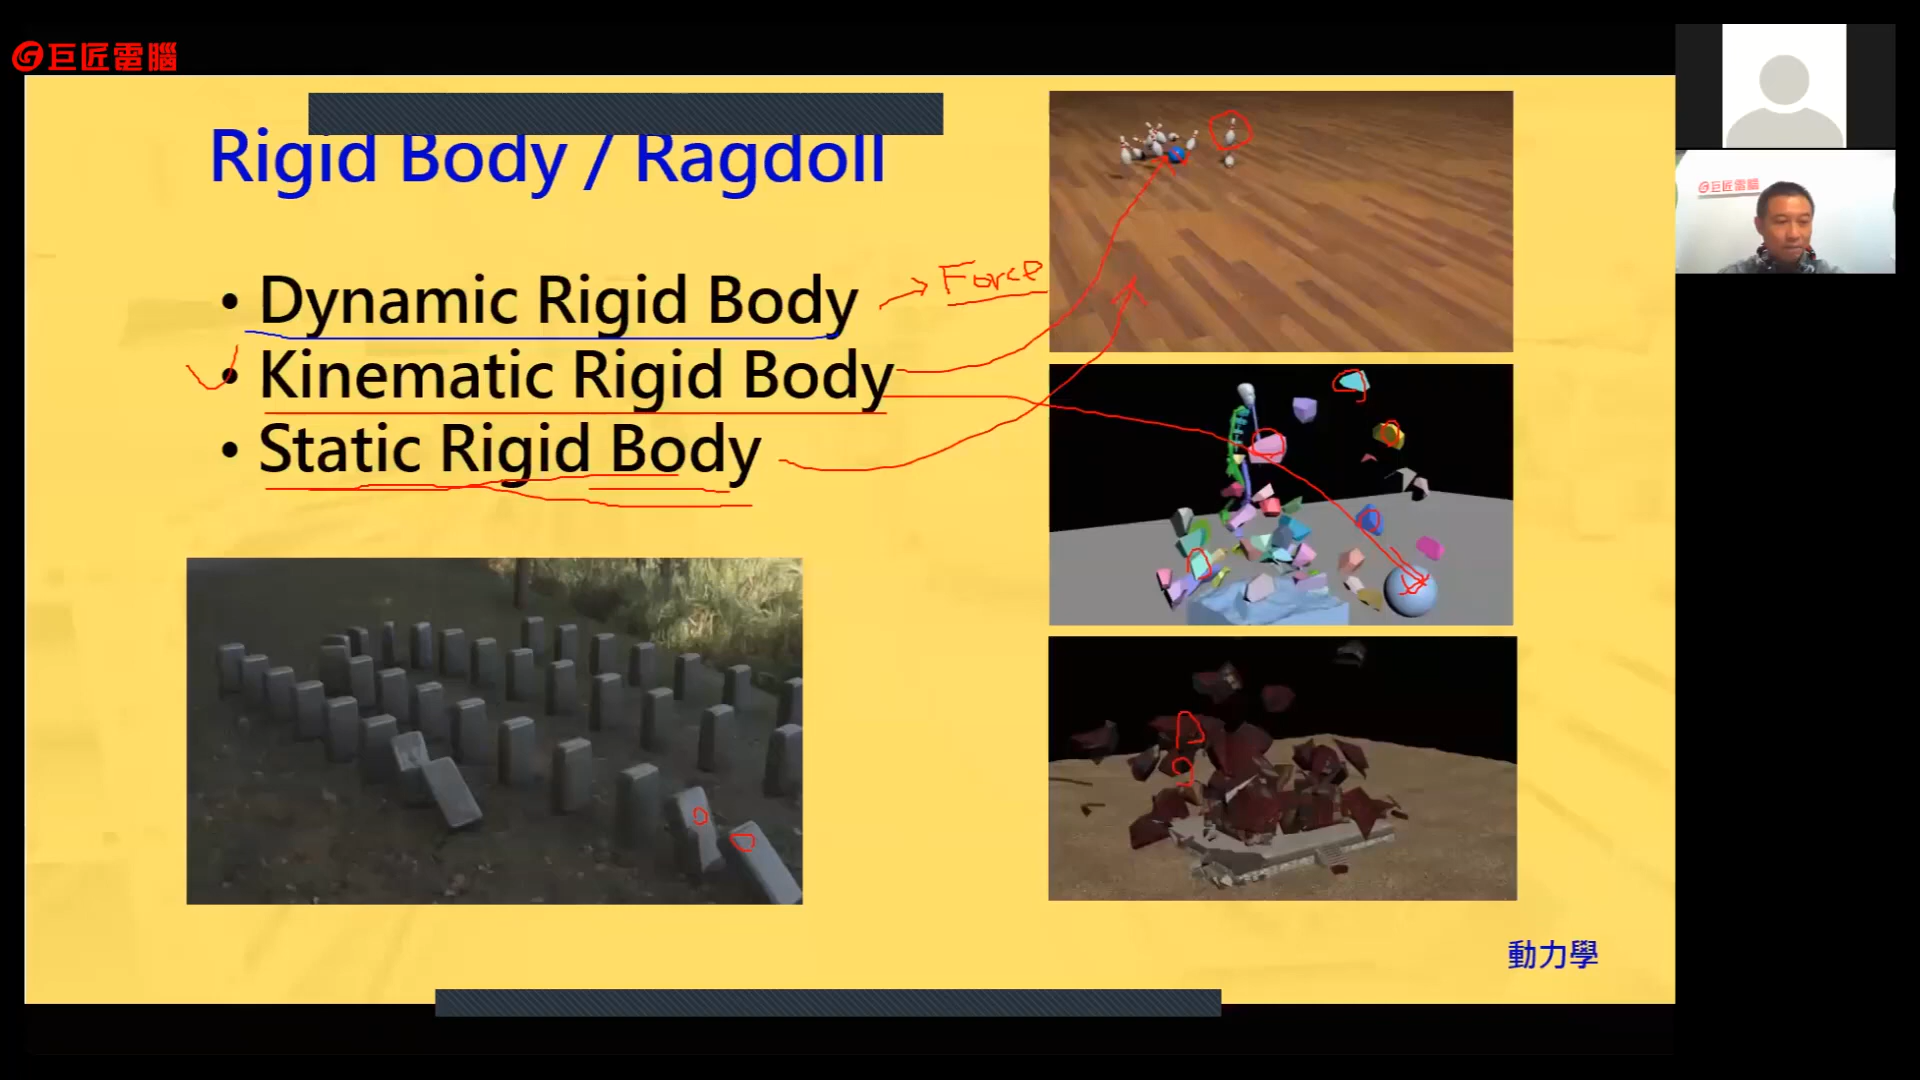 巨匠電腦
Rigid Body / Ragdoll
• Dynamic Rigid Body → Force
• Kinematic Rigid Body
• Static Rigid Body
動力學
巨匠電腦